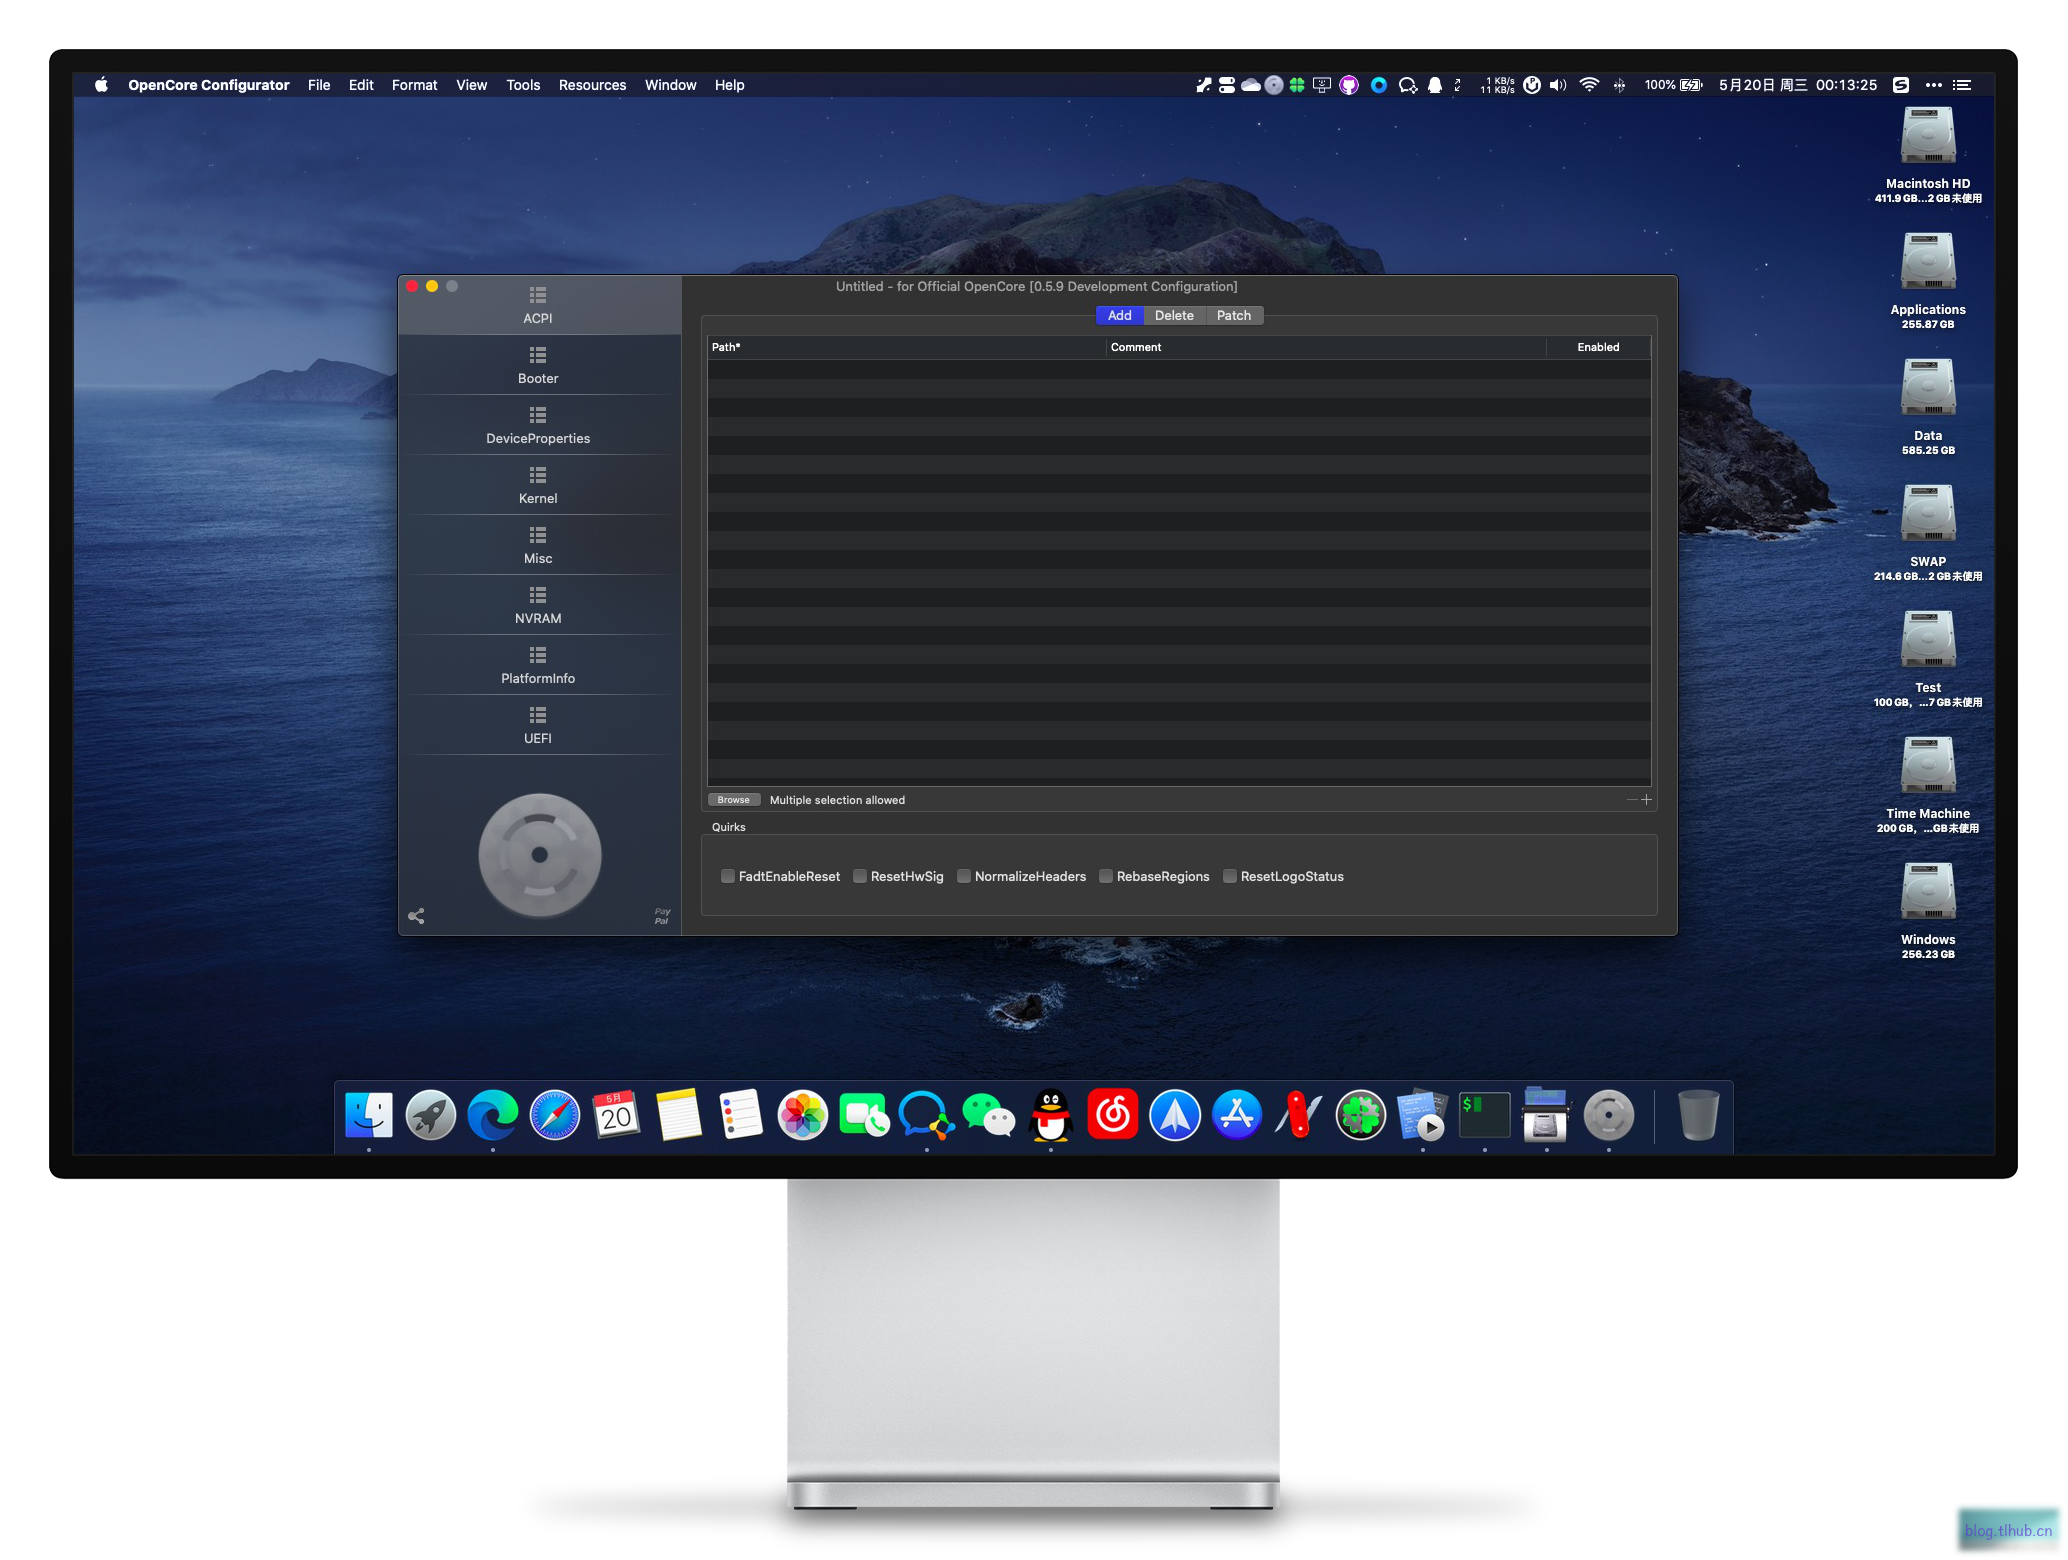 OpenCore Configurator File Edit Format View Tools Resources Window Help
1 KB/s
11 KB/s
100%
5月20日 周三 00:13:25
Macintosh HD
411.9 GB...2 GB未使用
Applications
255.87 GB
Data
585.25 GB
SWAP
214.6 GB...2 GB未使用
Test
100 GB, ...7 GB未使用
Time Machine
200 GB, ...GB未使用
Windows
256.23 GB
Untitled - for Official OpenCore [0.5.9 Development Configuration]
ACPI
Booter
DeviceProperties
Kernel
Misc
NVRAM
PlatformInfo
UEFI
Pay
Pal
Add Delete Patch
Path* Comment Enabled
Browse Multiple selection allowed
Quirks
FadtEnableReset ResetHwSig NormalizeHeaders RebaseRegions ResetLogoStatus
5月
20
$
blog.tlhub.cn